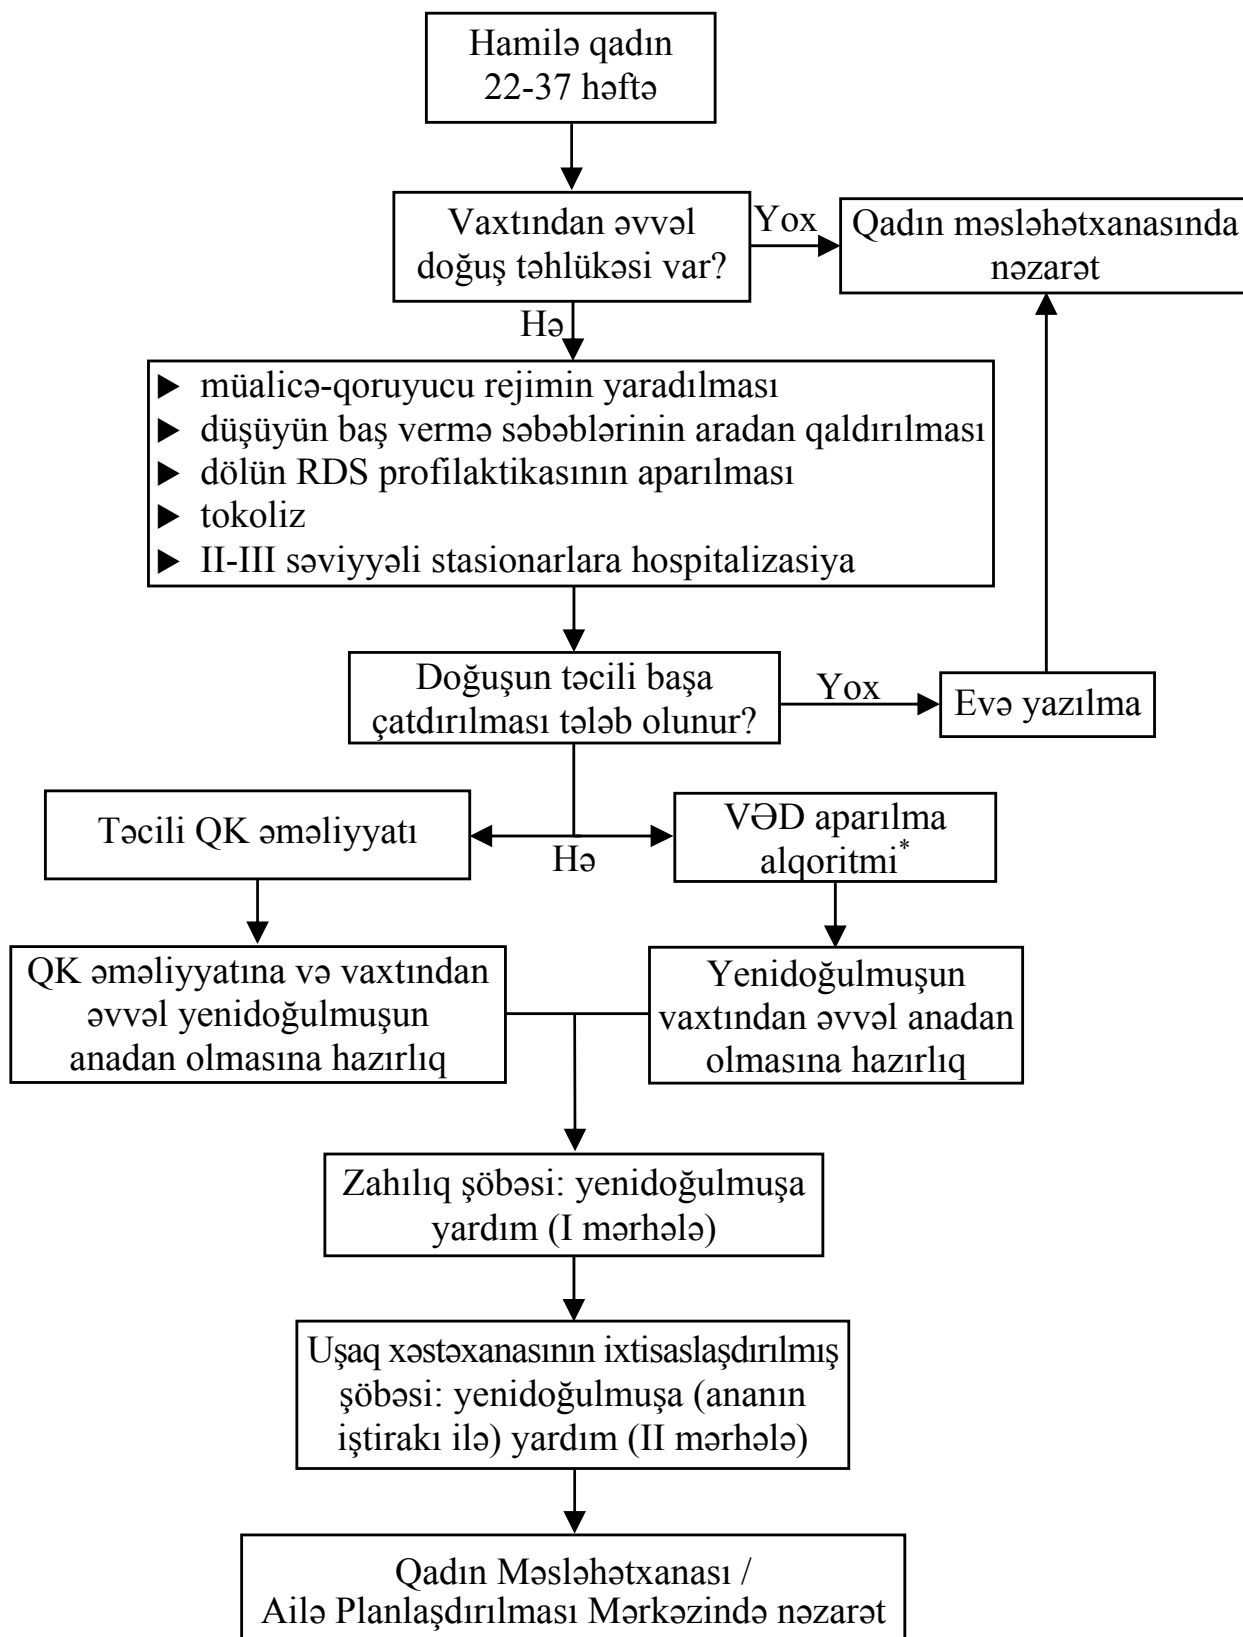 Hamilə qadın
22-37 həftə
Vaxtından əvvəl
doğuş təhlükəsi var?
Yox
Qadın məsləhətxanasında
nəzarət
Hə
► müalicə-qoruyucu rejimin yaradılması
► düşüyün baş vermə səbəblərinin aradan qaldırılması
► dölün RDS profilaktikasının aparılması
► tokoliz
► II-III səviyyəli stasionarlara hospitalizasiya
Doğuşun təcili başa
çatdırılması tələb olunur?
Yox
Evə yazılma
Təcili QK əməliyyatı
Hə
VƏD aparılma
alqoritmi*
QK əməliyyatına və vaxtından
əvvəl yenidoğulmuşun
anadan olmasına hazırlıq
Yenidoğulmuşun
vaxtından əvvəl anadan
olmasına hazırlıq
Zahılıq şöbəsi: yenidoğulmuşa
yardım (I mərhələ)
Uşaq xəstəxanasının ixtisaslaşdırılmış
şöbəsi: yenidoğulmuşa (ananın
iştirakı ilə) yardım (II mərhələ)
Qadın Məsləhətxanası /
Ailə Planlaşdırılması Mərkəzində nəzarət